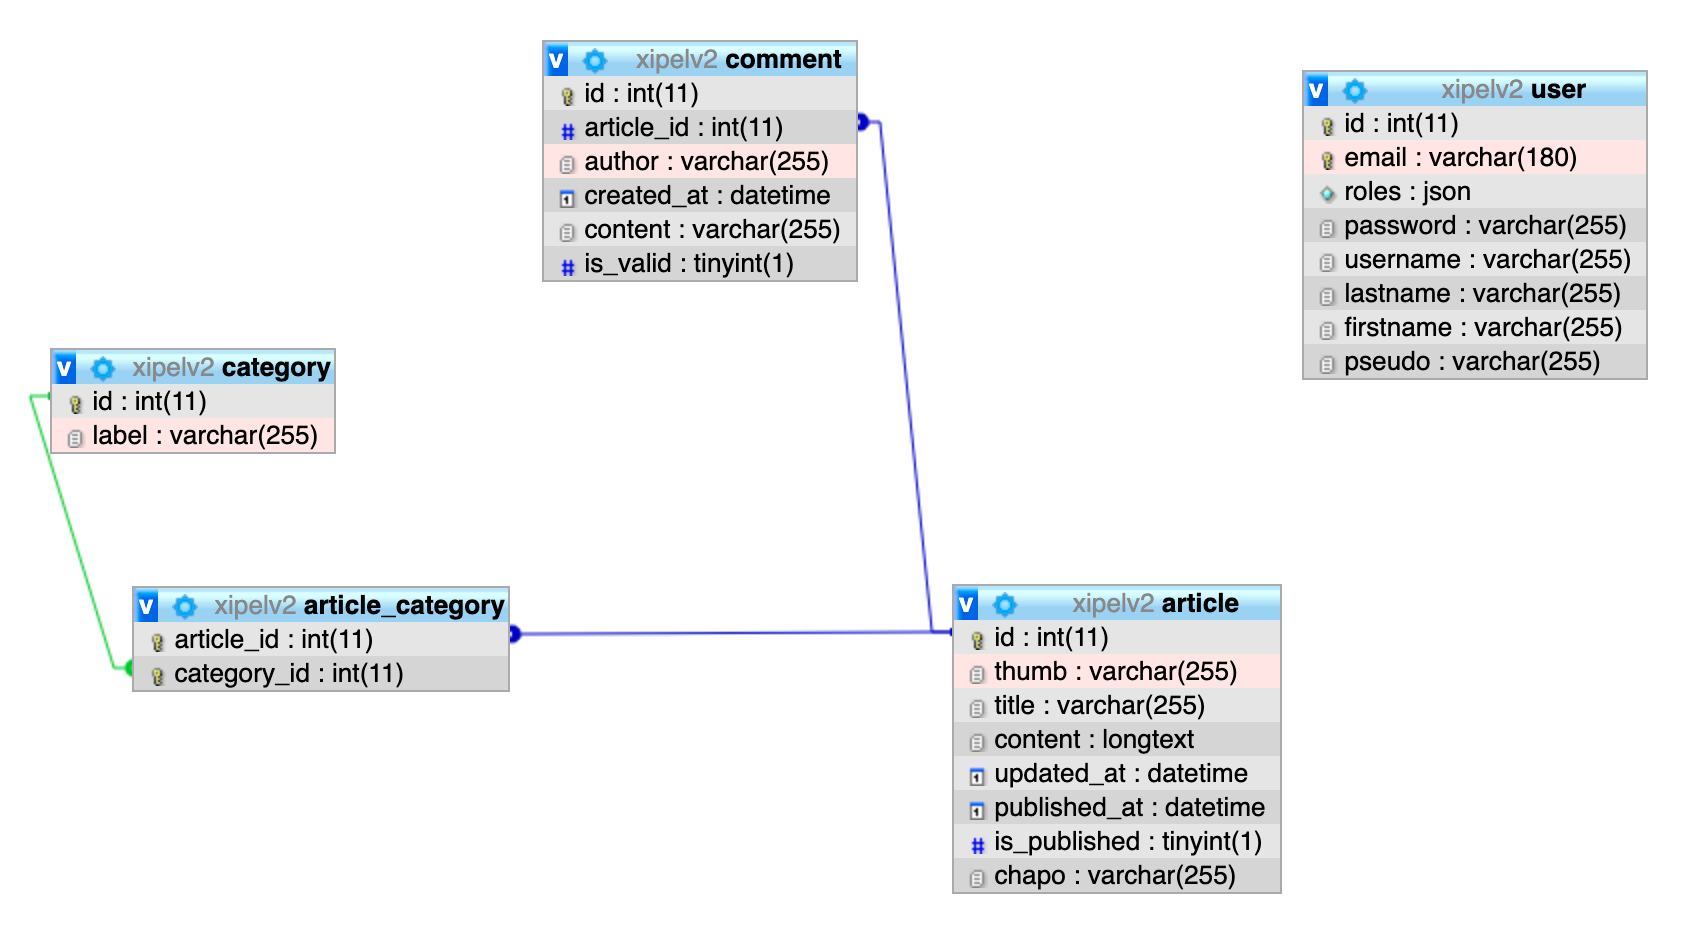 v xipelv2 comment
id : int(11)
# article_id : int(11)
author : varchar(255)
created_at : datetime
content : varchar(255)
# is_valid : tinyint(1)
v xipelv2 user
id : int(11)
email : varchar(180)
roles : json
password : varchar(255)
username : varchar(255)
lastname : varchar(255)
firstname : varchar(255)
pseudo : varchar(255)
v xipelv2 category
id : int(11)
label : varchar(255)
v xipelv2 article_category
article_id : int(11)
category_id : int(11)
v xipelv2 article
id : int(11)
thumb : varchar(255)
title : varchar(255)
content : longtext
updated_at : datetime
published_at : datetime
# is_published : tinyint(1)
chapo : varchar(255)